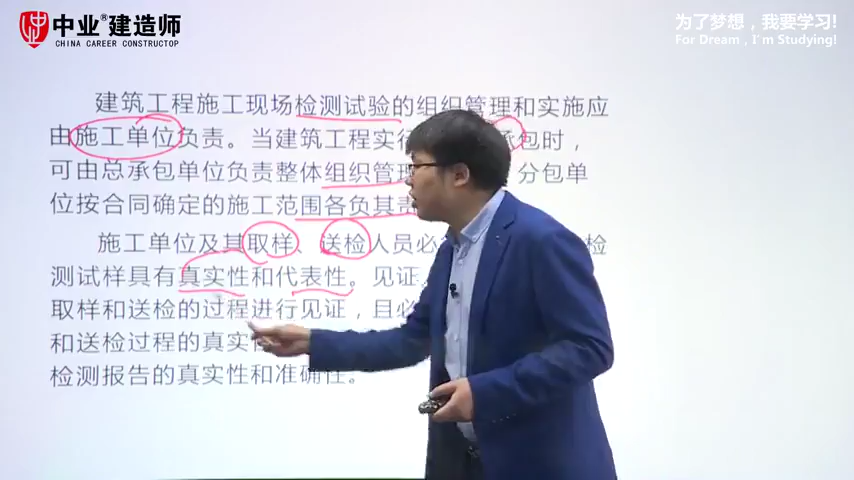 中业®建造师
CHINA CAREER CONSTRUCTOP
为了梦想，我要学习!
For Dream , I'm Studying!
建筑工程施工现场检测试验的组织管理和实施应
由施工单位负责。当建筑工程实行 承包时，
可由总承包单位负责整体组织管理 分包单
位按合同确定的施工范围各负其责
施工单位及其取样、送检人员必 检
测试样具有真实性和代表性。见证
取样和送检的过程进行见证，且必
和送检过程的真实性
检测报告的真实性和准确性。